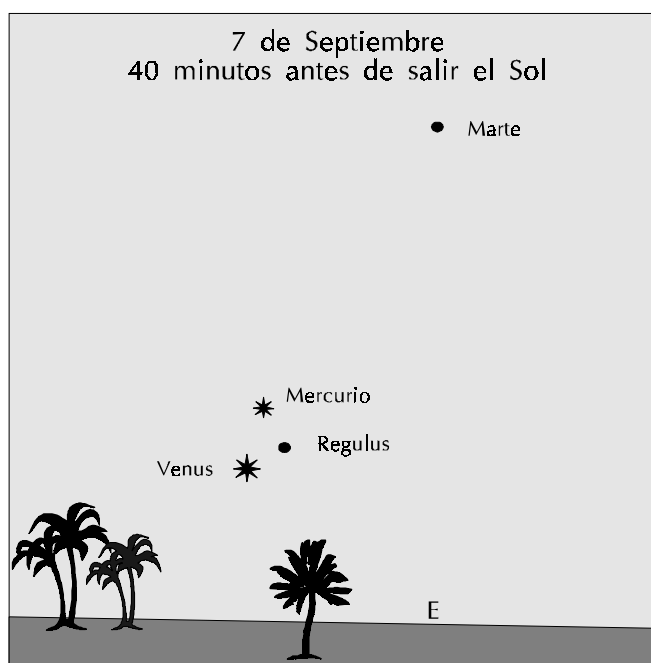 7 de Septiembre
40 minutos antes de salir el Sol
Marte
Mercurio
Regulus
Venus
E